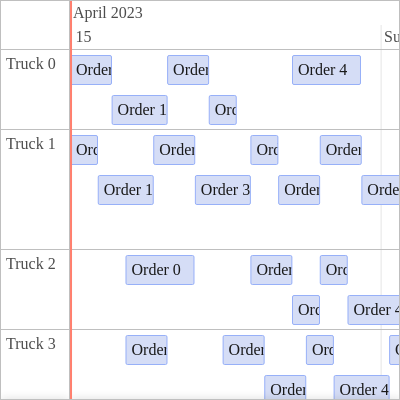 April 2023
15 Su
Truck 0
Order Order Order 4
Order 1 Orc
Truck 1
Orc Order Orc Order
Order 1 Order 3 Order Orde
Truck 2
Order 0 Order Orc
Orc Order 4
Truck 3
Order Order Orc
Order Order 4